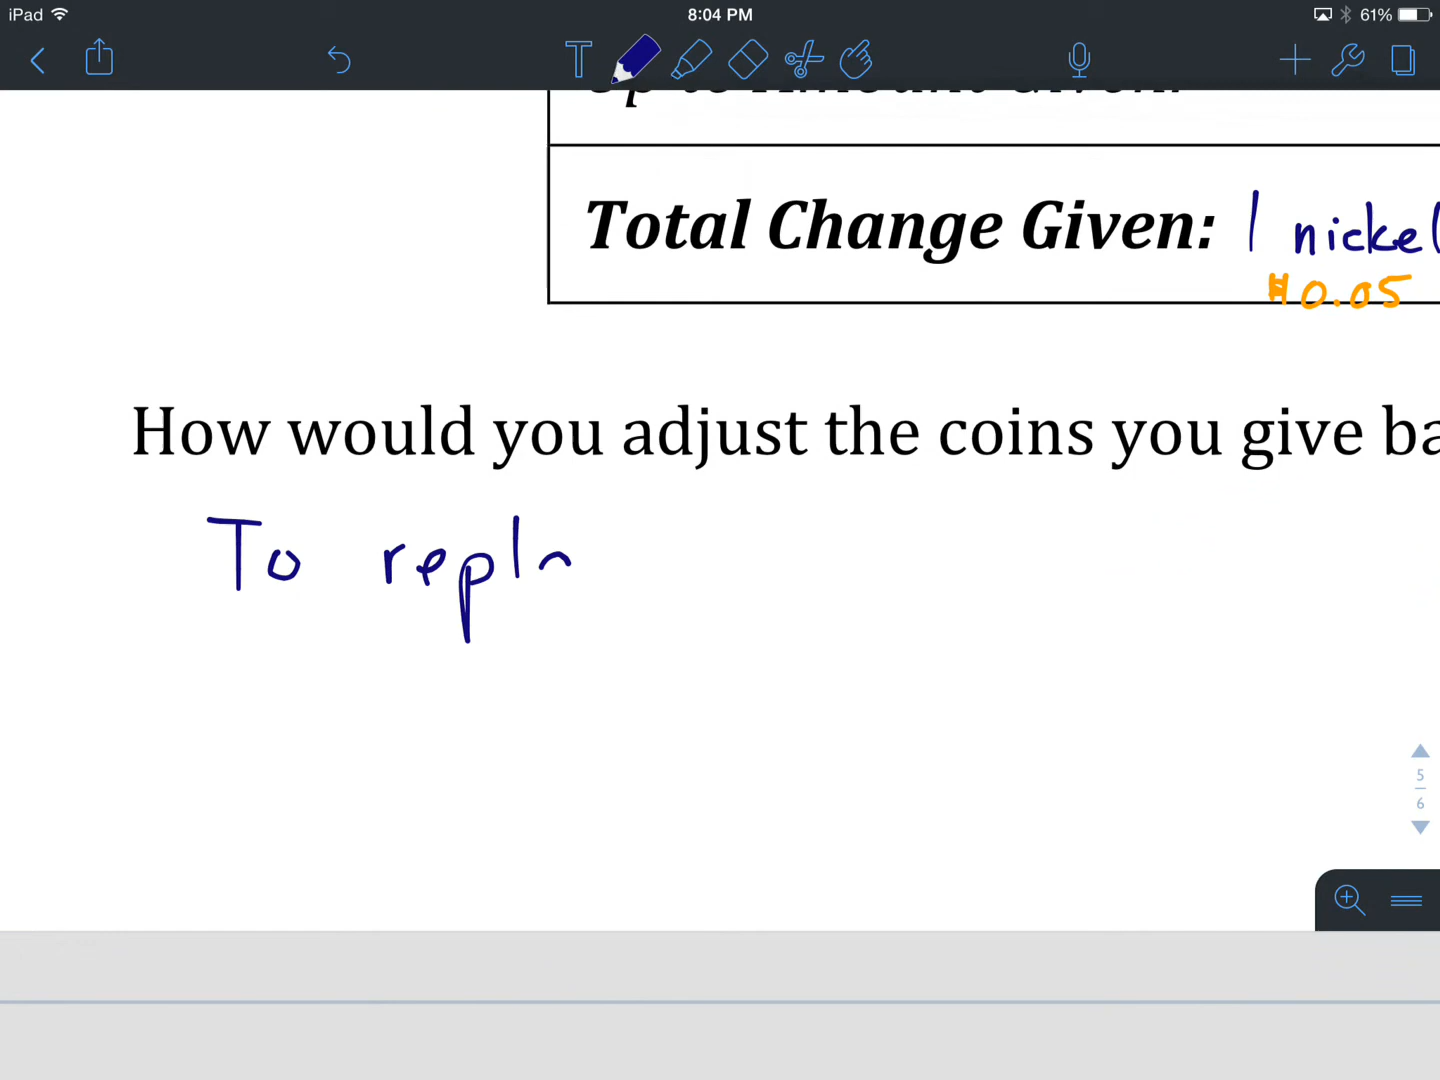 iPad 8:04 PM 61%
T
Total Change Given: 1 nickel
$0.05
How would you adjust the coins you give ba
To repla
5
6